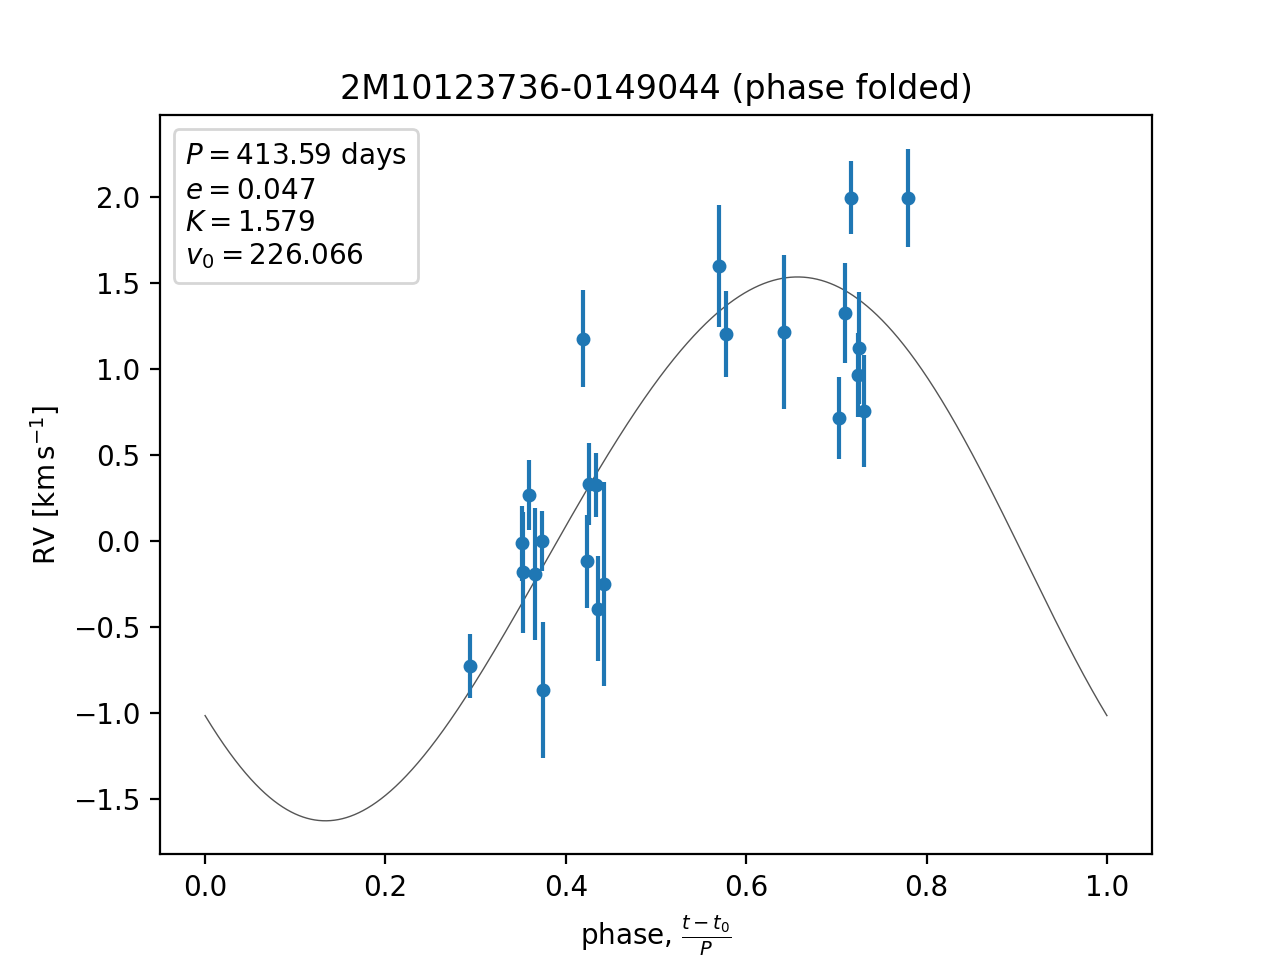 2M10123736-0149044 (phase folded)
P = 413.59 days
e = 0.047
K = 1.579
v₀ = 226.066
2.0
1.5
1.0
0.5
0.0
−0.5
−1.0
−1.5
RV [km s⁻¹]
0.0 0.2 0.4 0.6 0.8 1.0
phase, (t − t₀)/P